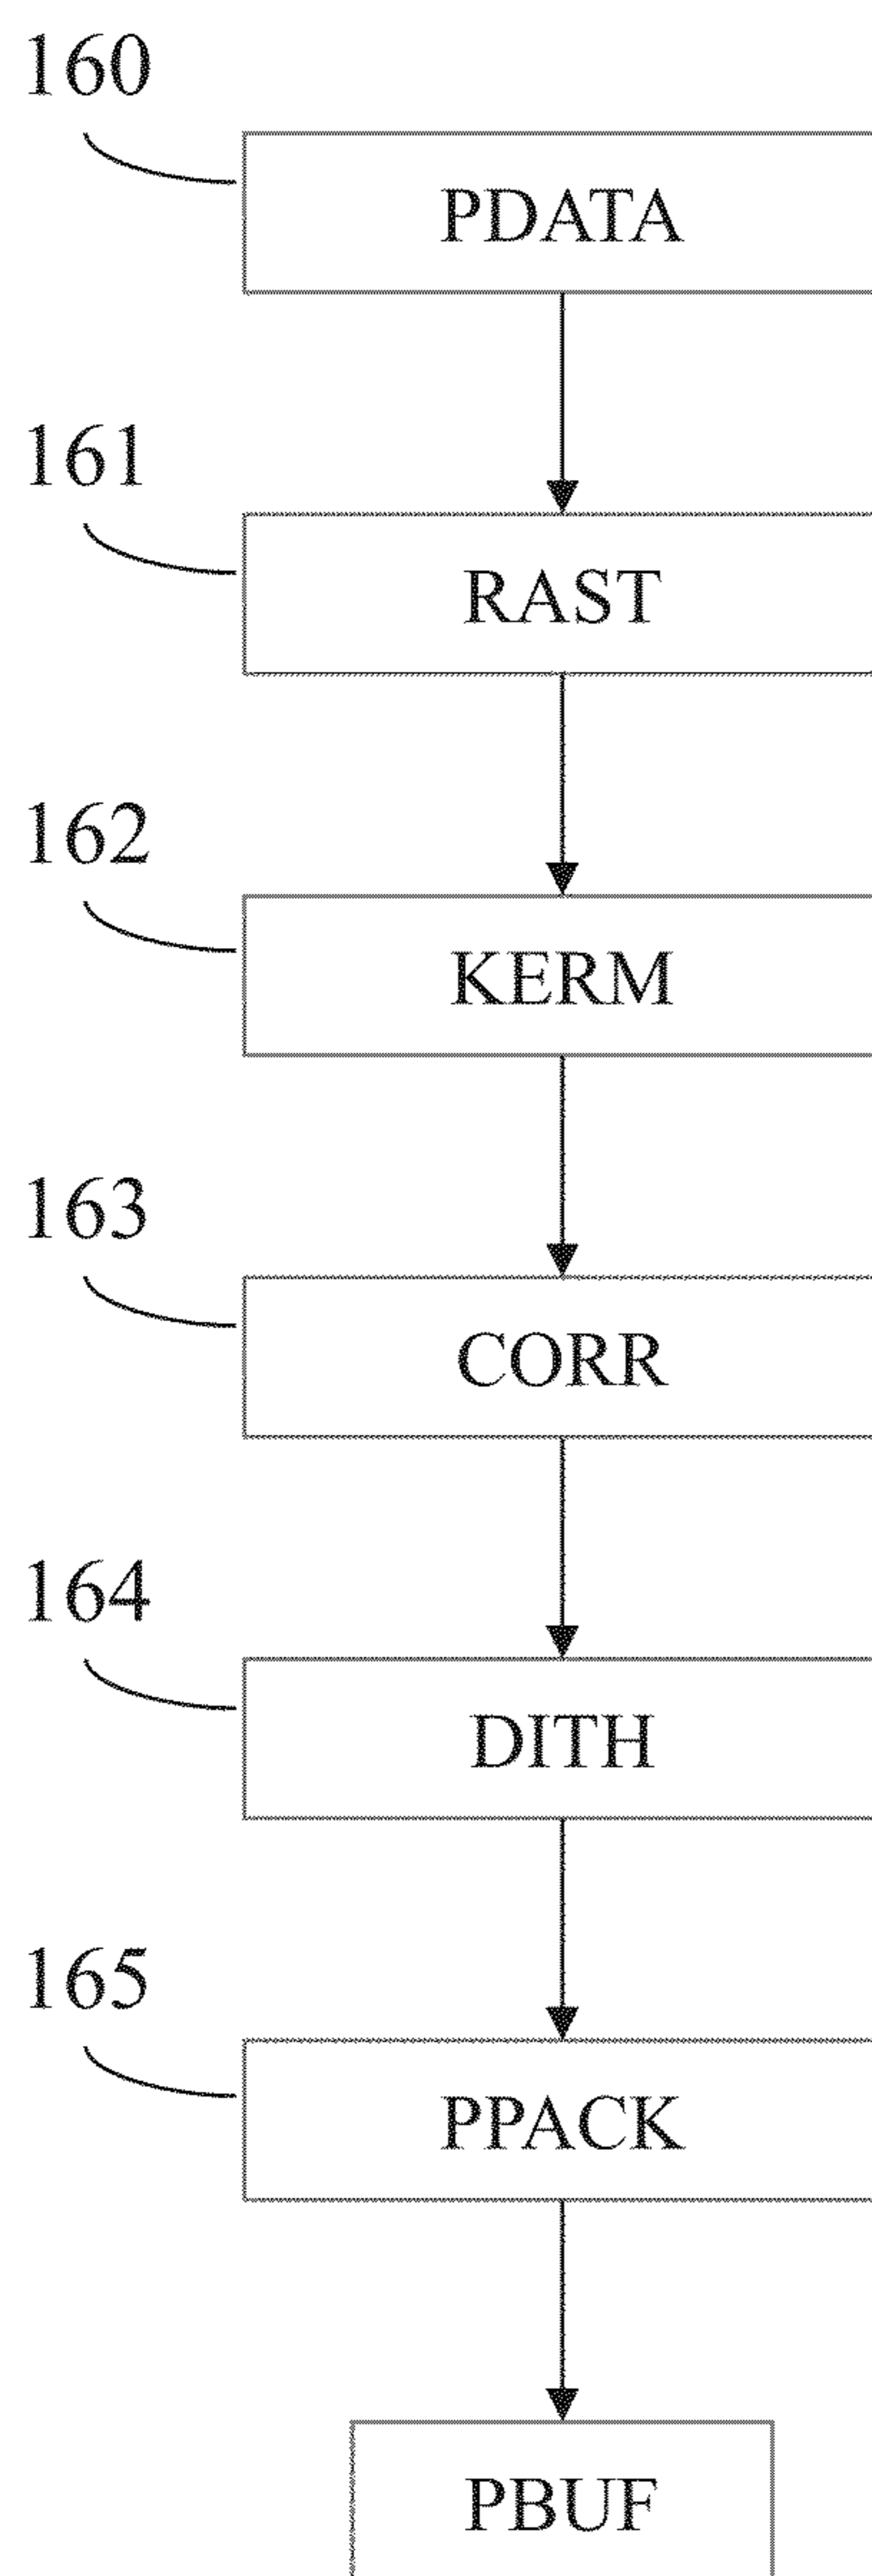 160
PDATA
161
RAST
162
KERM
163
CORR
164
DITH
165
PPACK
PBUF